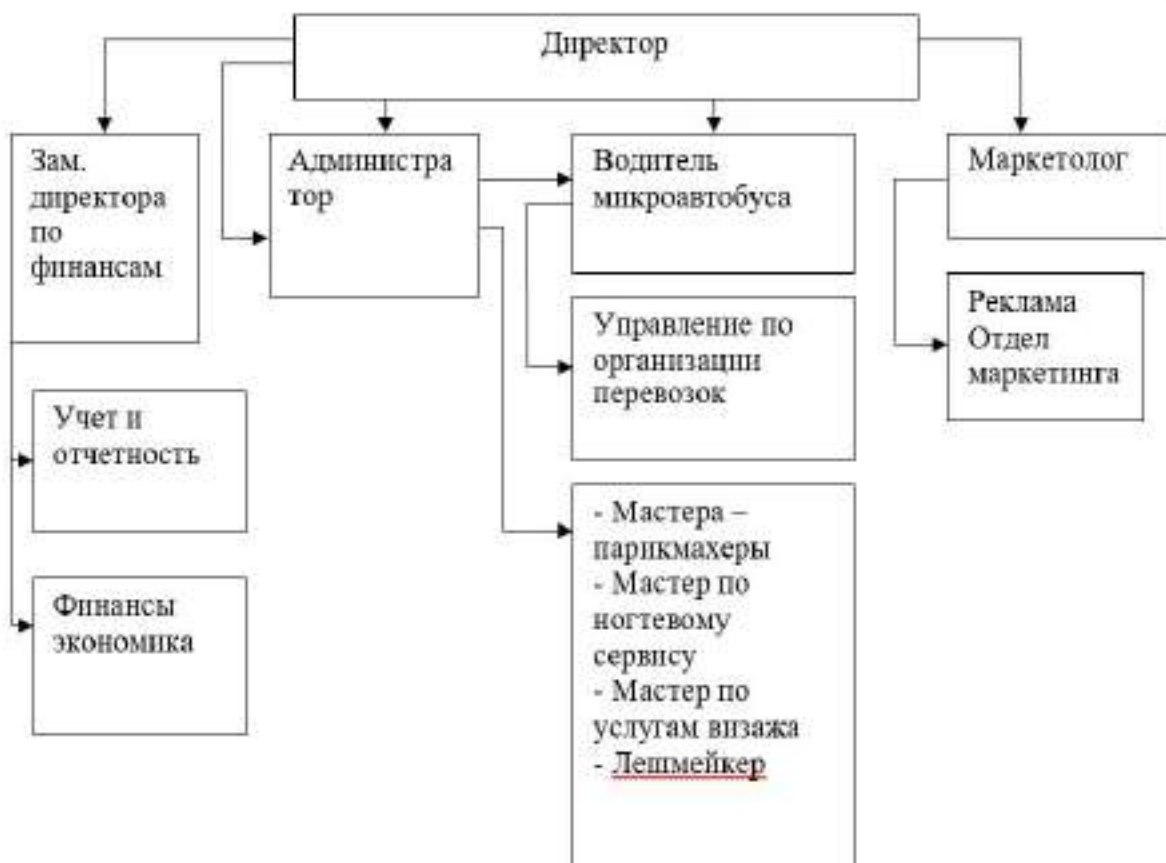 Директор
Зам.
директора
по
финансам
Администра
тор
Водитель
микроавтобуса
Маркетолог
Управление по
организации
перевозок
Реклама
Отдел
маркетинга
Учет и
отчетность
Финансы
экономика
- Мастера –
парикмахеры
- Мастер по
ногтевому
сервису
- Мастер по
услугам визажа
- Лешмейкер